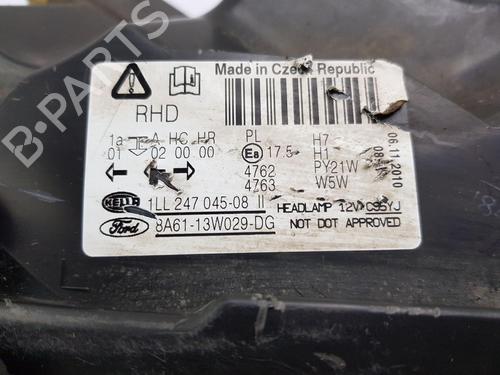 Made in Czech Republic
RHD
1a A HC HR PL H7
01 02 00 00 E8 17.5 H1
4762 PY21W
4763 W5W
06.11.2010
HELLA 1LL 247 045-08 II HEADLAMP 12V
Ford 8A61-13W029-DG NOT DOT APPROVED
B-PARTS